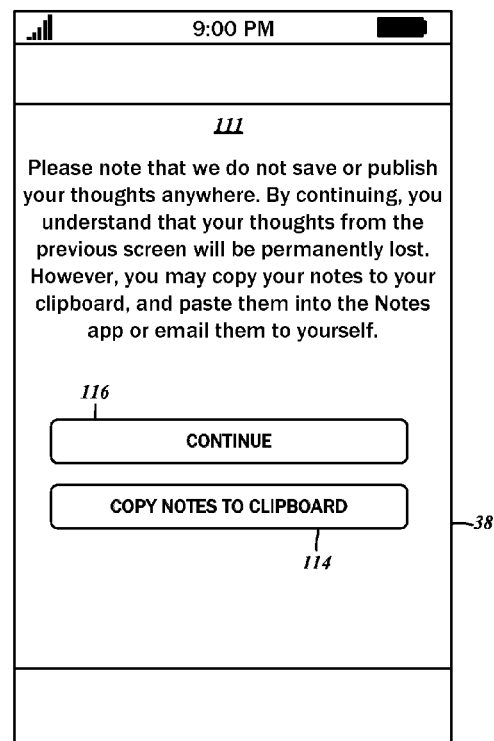 9:00 PM
111
Please note that we do not save or publish
your thoughts anywhere. By continuing, you
understand that your thoughts from the
previous screen will be permanently lost.
However, you may copy your notes to your
clipboard, and paste them into the Notes
app or email them to yourself.
116
CONTINUE
COPY NOTES TO CLIPBOARD
38
114